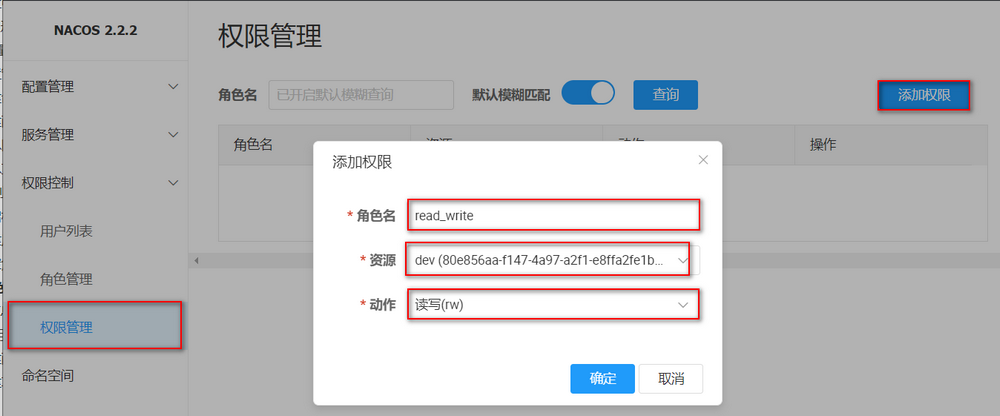 NACOS 2.2.2
配置管理
服务管理
权限控制
用户列表
角色管理
权限管理
命名空间
权限管理
角色名 已开启默认模糊查询 默认模糊匹配 查询 添加权限
角色名 资源 动作 操作
添加权限
* 角色名 read_write
* 资源 dev (80e856aa-f147-4a97-a2f1-e8ffa2fe1b...
* 动作 读写(rw)
确定 取消